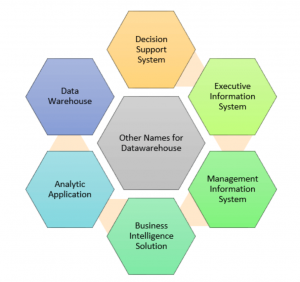 Decision
Support
System
Executive
Information
System
Management
Information
System
Business
Intelligence
Solution
Analytic
Application
Data
Warehouse
Other Names for
Datawarehouse